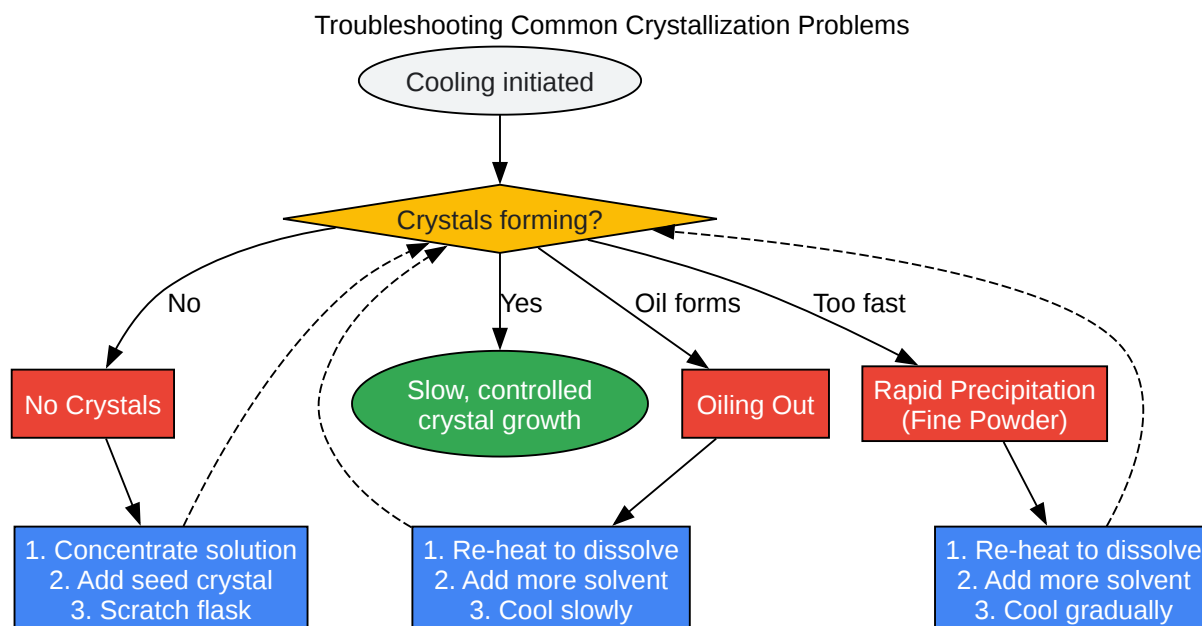 Troubleshooting Common Crystallization Problems
Cooling initiated
Crystals forming?
No
Yes
Oil forms
Too fast
No Crystals
Slow, controlled
crystal growth
Oiling Out
Rapid Precipitation
(Fine Powder)
1. Concentrate solution
2. Add seed crystal
3. Scratch flask
1. Re-heat to dissolve
2. Add more solvent
3. Cool slowly
1. Re-heat to dissolve
2. Add more solvent
3. Cool gradually